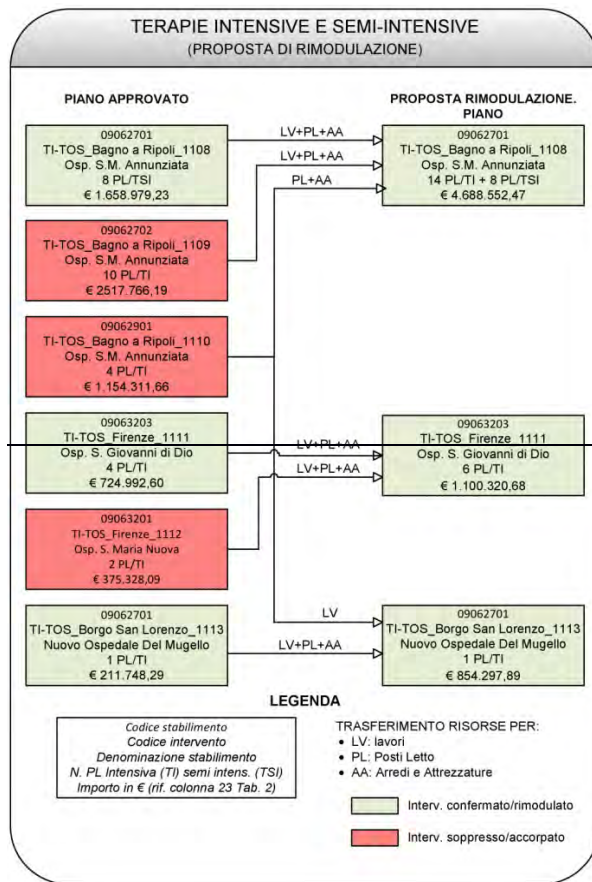 TERAPIE INTENSIVE E SEMI-INTENSIVE
(PROPOSTA DI RIMODULAZIONE)
PIANO APPROVATO
PROPOSTA RIMODULAZIONE.
PIANO
09062701
TI-TOS_Bagno a Ripoli_1108
Osp. S.M. Annunziata
8 PL/TSI
€ 1.658.979,23
LV+PL+AA
LV+PL+AA
PL+AA
09062701
TI-TOS_Bagno a Ripoli_1108
Osp. S.M. Annunziata
14 PL/TI + 8 PL/TSI
€ 4.688.552,47
09062702
TI-TOS_Bagno a Ripoli_1109
Osp. S.M. Annunziata
10 PL/TI
€ 2517.766,19
09062901
TI-TOS_Bagno a Ripoli_1110
Osp. S.M. Annunziata
4 PL/TI
€ 1.154.311,66
09063203
TI-TOS_Firenze_1111
Osp. S. Giovanni di Dio
4 PL/TI
€ 724.992,60
LV+PL+AA
LV+PL+AA
09063203
TI-TOS_Firenze_1111
Osp. S. Giovanni di Dio
6 PL/TI
€ 1.100.320,68
09063201
TI-TOS_Firenze_1112
Osp. S. Maria Nuova
2 PL/TI
€ 375.328,09
09062701
TI-TOS_Borgo San Lorenzo_1113
Nuovo Ospedale Del Mugello
1 PL/TI
€ 211.748,29
LV
LV+PL+AA
09062701
TI-TOS_Borgo San Lorenzo_1113
Nuovo Ospedale Del Mugello
1 PL/TI
€ 854.297,89
LEGENDA
Codice stabilimento
Codice intervento
Denominazione stabilimento
N. PL Intensiva (TI) semi intens. (TSI)
Importo in € (rif. colonna 23 Tab. 2)
TRASFERIMENTO RISORSE PER:
• LV: lavori
• PL: Posti Letto
• AA: Arredi e Attrezzature
Interv. confermato/rimodulato
Interv. soppresso/accorpato